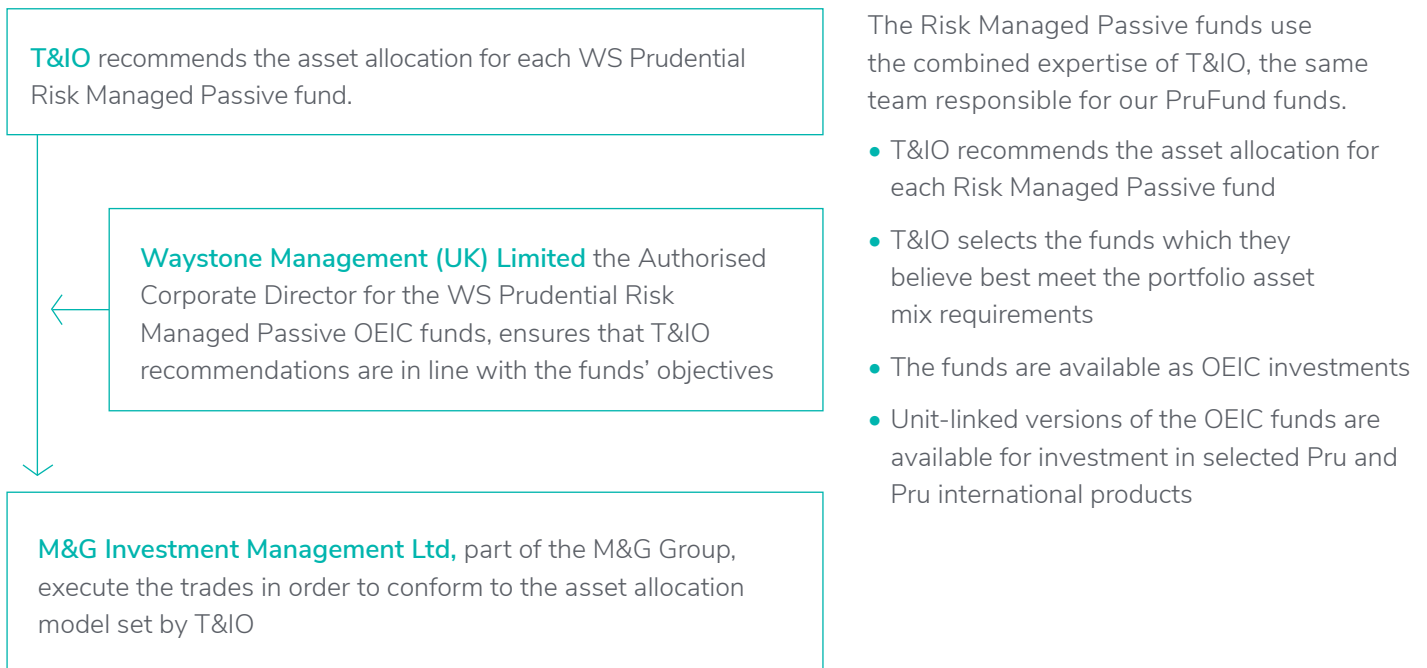 T&IO recommends the asset allocation for each WS Prudential
Risk Managed Passive fund.
Waystone Management (UK) Limited the Authorised
Corporate Director for the WS Prudential Risk
Managed Passive OEIC funds, ensures that T&IO
recommendations are in line with the funds’ objectives
M&G Investment Management Ltd, part of the M&G Group,
execute the trades in order to conform to the asset allocation
model set by T&IO
The Risk Managed Passive funds use
the combined expertise of T&IO, the same
team responsible for our PruFund funds.
• T&IO recommends the asset allocation for
each Risk Managed Passive fund
• T&IO selects the funds which they
believe best meet the portfolio asset
mix requirements
• The funds are available as OEIC investments
• Unit-linked versions of the OEIC funds are
available for investment in selected Pru and
Pru international products